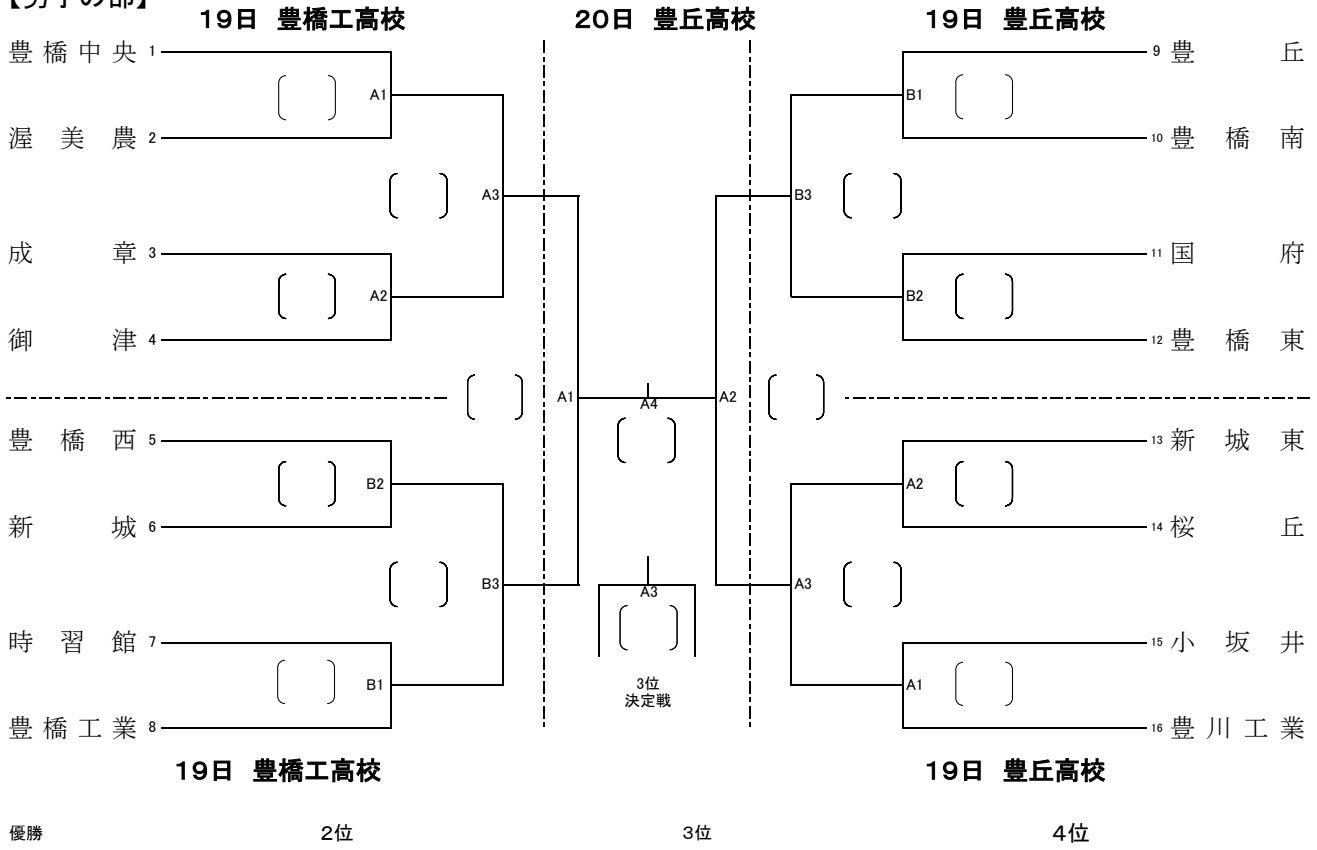 【男子の部】
19日 豊橋工高校 20日 豊丘高校 19日 豊丘高校
豊橋中央 1 9 豊丘
A1 B1
渥美農 2 10 豊橋南
A3 B3
成章 3 11 国府
A2 B2
御津 4 12 豊橋東
A1 A4 A2
豊橋西 5 13 新城東
B2 A2
新城 6 14 桜丘
B3 A3 A3
時習館 7 15 小坂井
B1 3位 A1
決定戦
豊橋工業 8 16 豊川工業
19日 豊橋工高校 19日 豊丘高校
優勝 2位 3位 4位